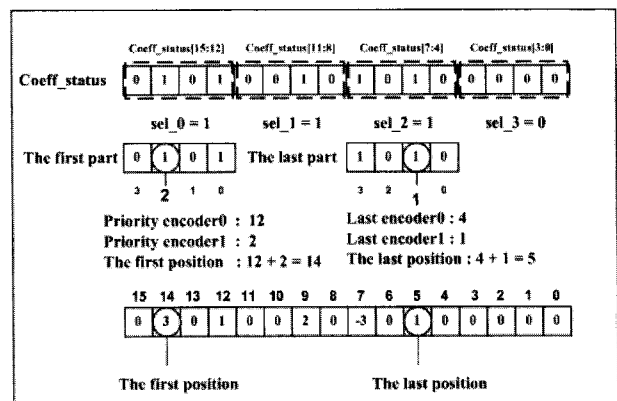 Coeff_status[15:12] Coeff_status[11:8] Coeff_status[7:4] Coeff_status[3:0]
Coeff_status 0 1 0 1 0 0 1 0 1 0 1 0 0 0 0 0
sel_0 = 1 sel_1 = 1 sel_2 = 1 sel_3 = 0
The first part 0 1 0 1 The last part 1 0 1 0
3 2 1 0 3 2 1 0
Priority encoder0 : 12 Last encoder0 : 4
Priority encoder1 : 2 Last encoder1 : 1
The first position : 12 + 2 = 14 The last position : 4 + 1 = 5
15 14 13 12 11 10 9 8 7 6 5 4 3 2 1 0
0 3 0 1 0 0 2 0 -3 0 1 0 0 0 0 0
The first position The last position